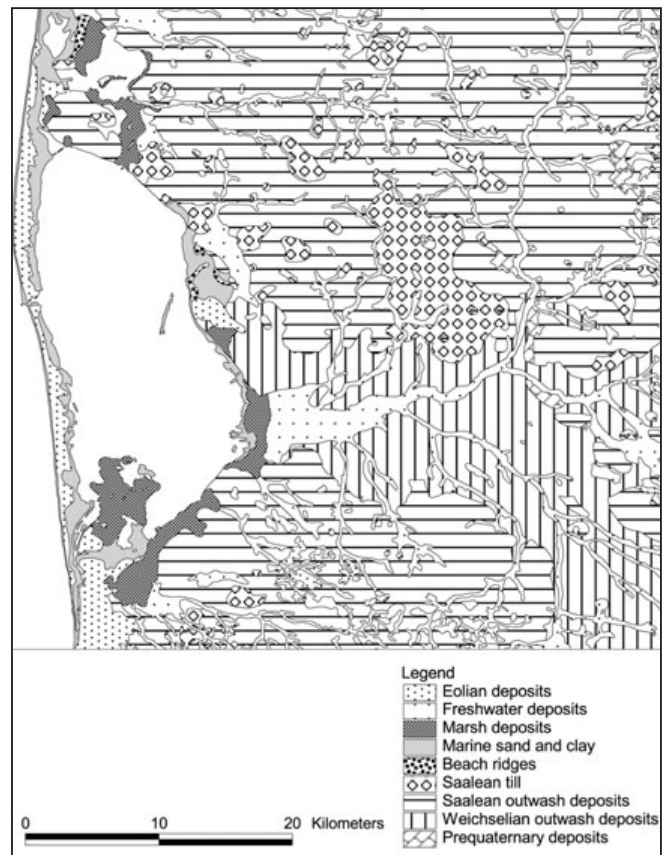 Legend
Eolian deposits
Freshwater deposits
Marsh deposits
Marine sand and clay
Beach ridges
Saalean till
Saalean outwash deposits
Weichselian outwash deposits
Prequaternary deposits
0 10 20 Kilometers